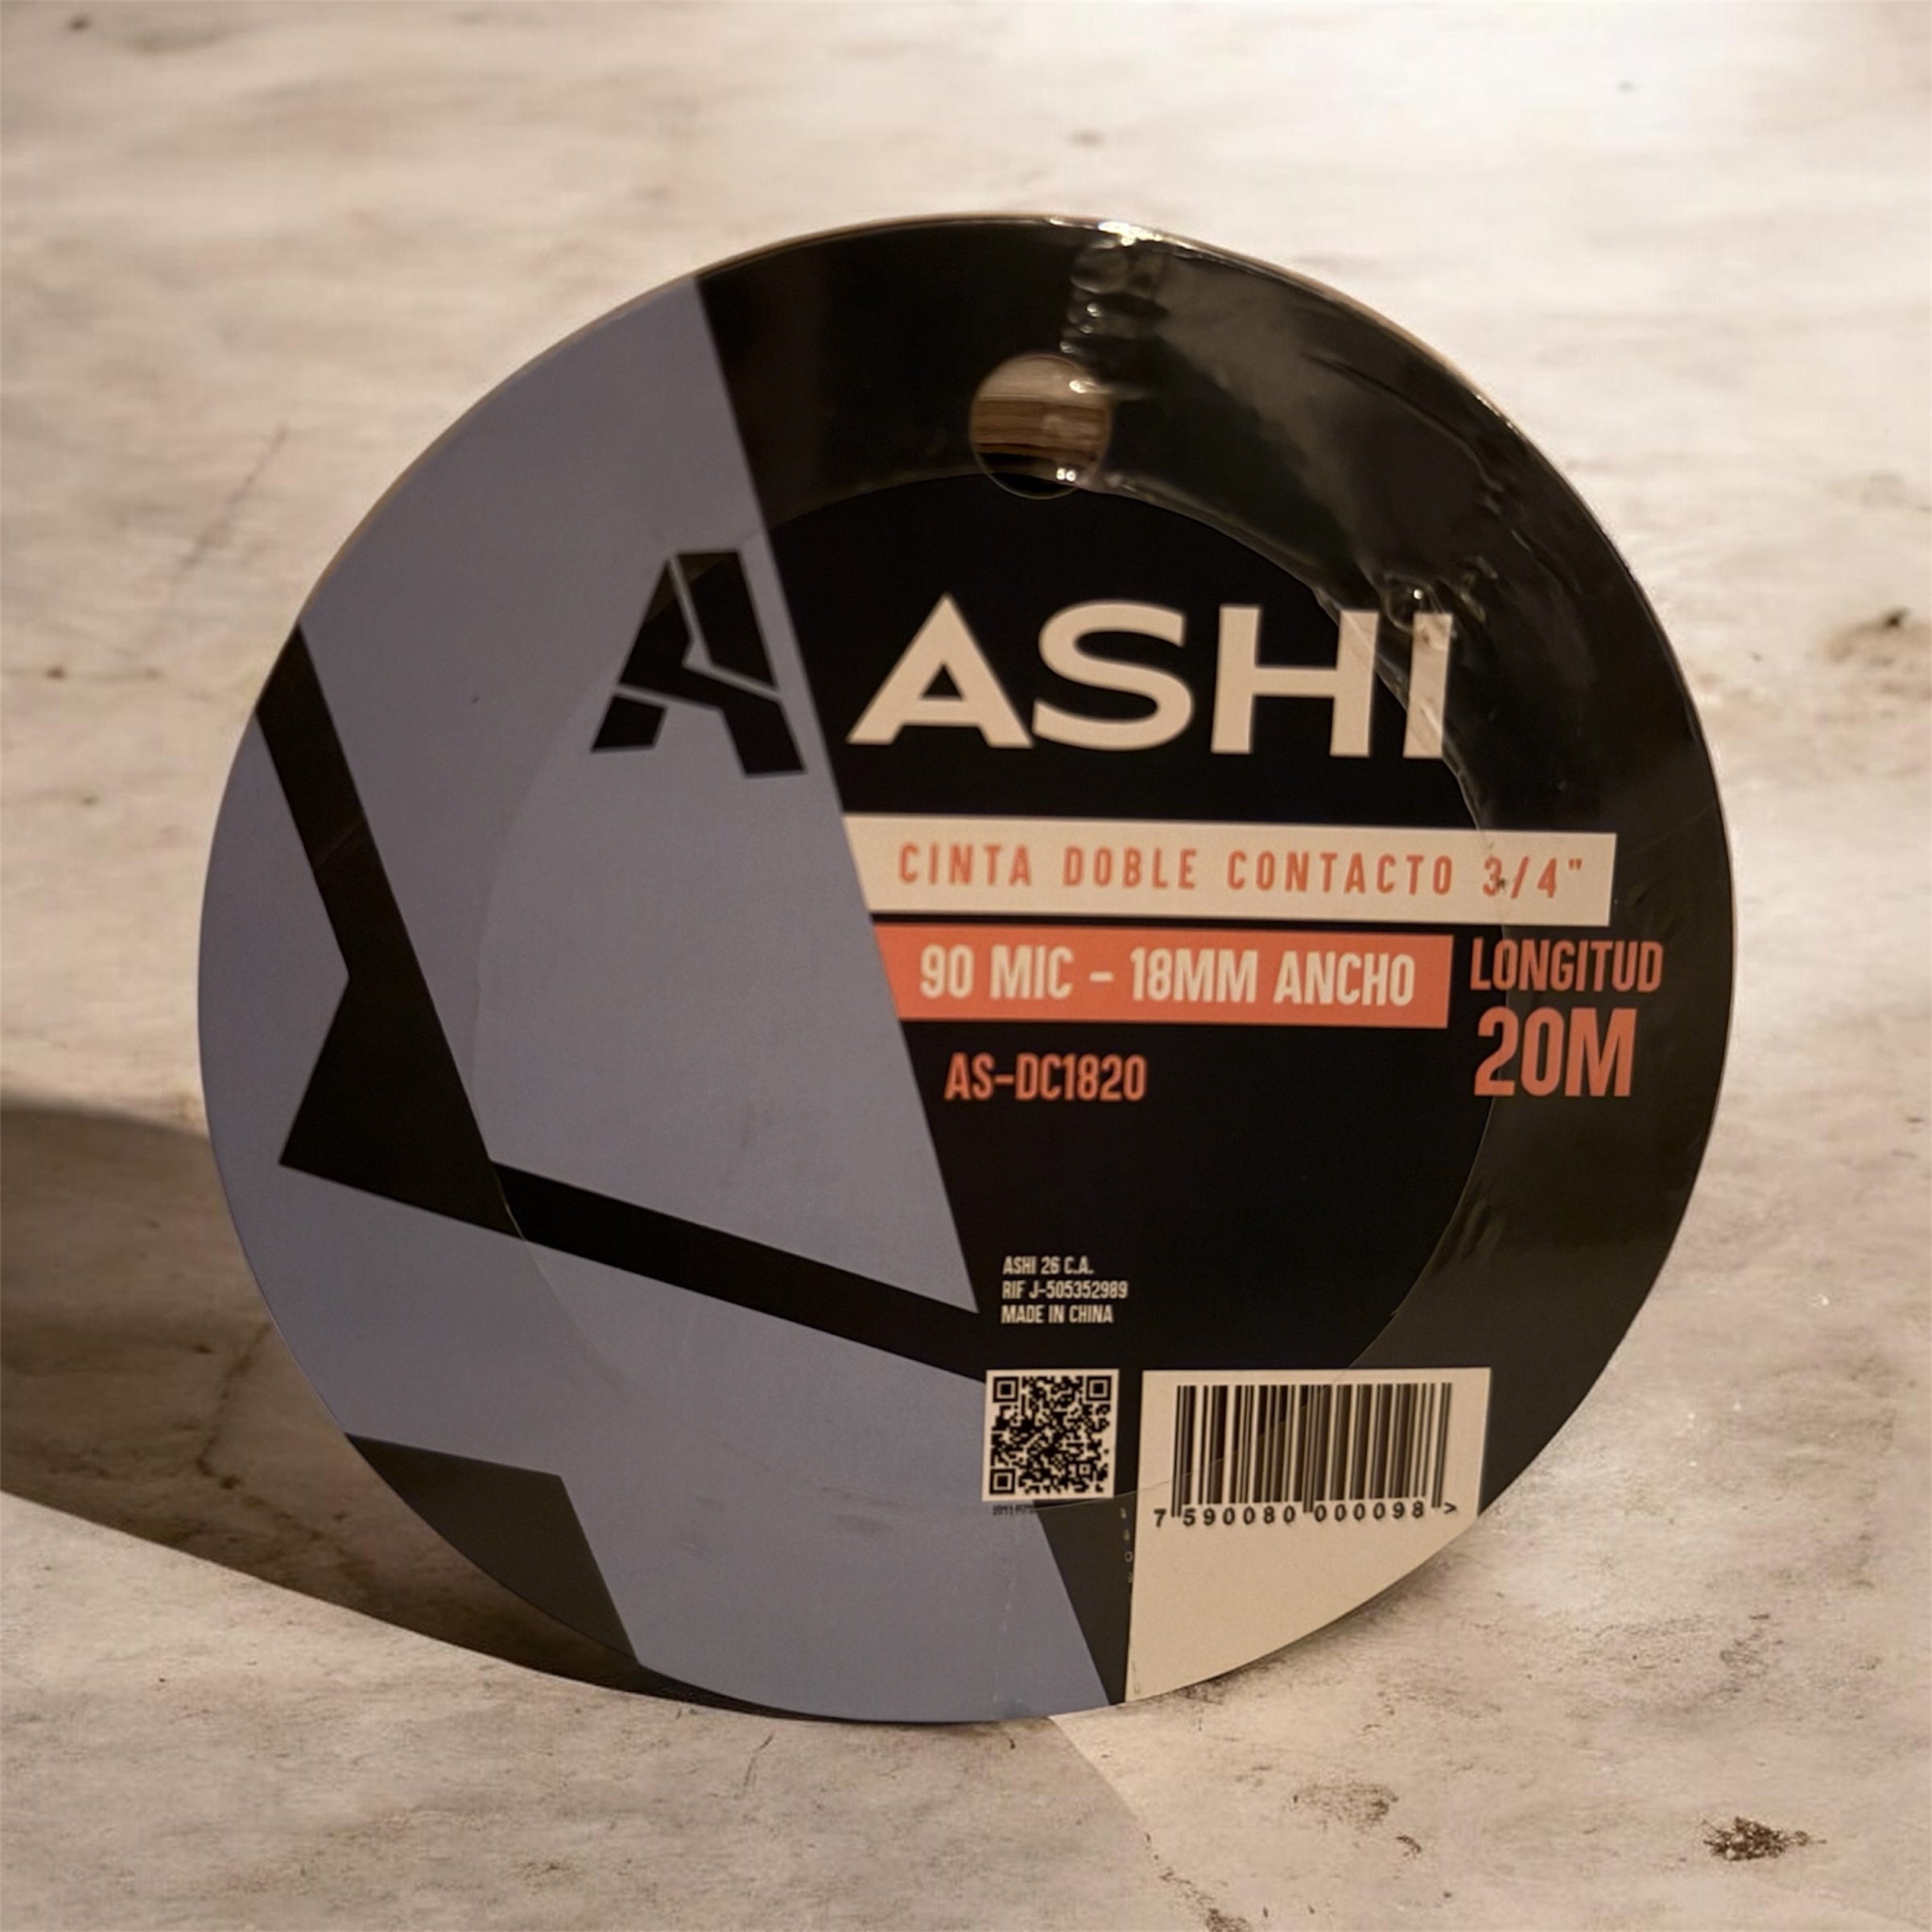 ASHI
CINTA DOBLE CONTACTO 3/4"
90 MIC - 18MM ANCHO
LONGITUD
20M
AS-DC1820
ASHI 26 C.A.
RIF J-505352989
MADE IN CHINA
7 590080 000098 >